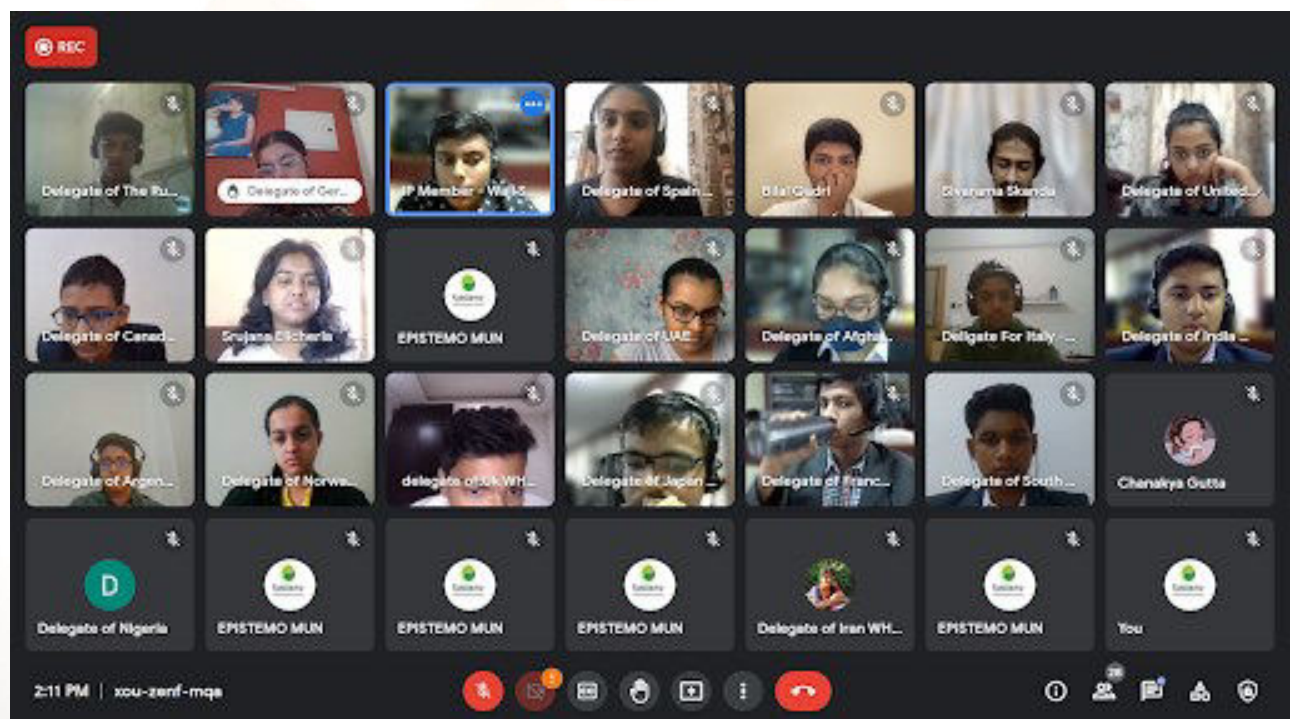 REC
Delegate of The Ru...
Delegate of Ger...
IP Member - Wall-S...
Delegate of Spain ...
Bilal Qadri
Sivarama Skanda
Delegate of United...
Delegate of Canad...
Srujana Elicherla
EPISTEMO MUN
Delegate of UAE...
Delegate of Afgha...
Deligate For Italy -...
Delegate of India ...
Delegate of Argen...
Delegate of Norwe...
delegate of Uk WH...
Delegate of Japan ...
Delegate of Franc...
Delegate of South ...
Chanakya Gutta
D
Delegate of Nigeria
EPISTEMO MUN
EPISTEMO MUN
EPISTEMO MUN
Delegate of Iran WH...
EPISTEMO MUN
You
2:11 PM | xou-zenf-mqa
28